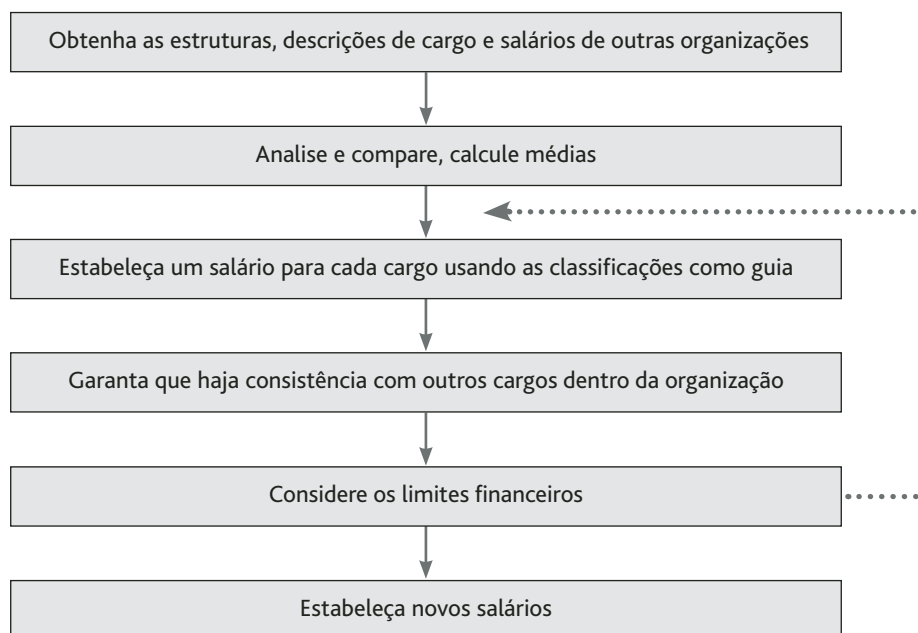 Obtenha as estruturas, descrições de cargo e salários de outras organizações
Analise e compare, calcule médias
Estabeleça um salário para cada cargo usando as classificações como guia
Garanta que haja consistência com outros cargos dentro da organização
Considere os limites financeiros
Estabeleça novos salários